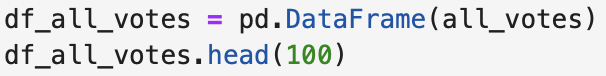 df_all_votes = pd.DataFrame(all_votes)
df_all_votes.head(100)